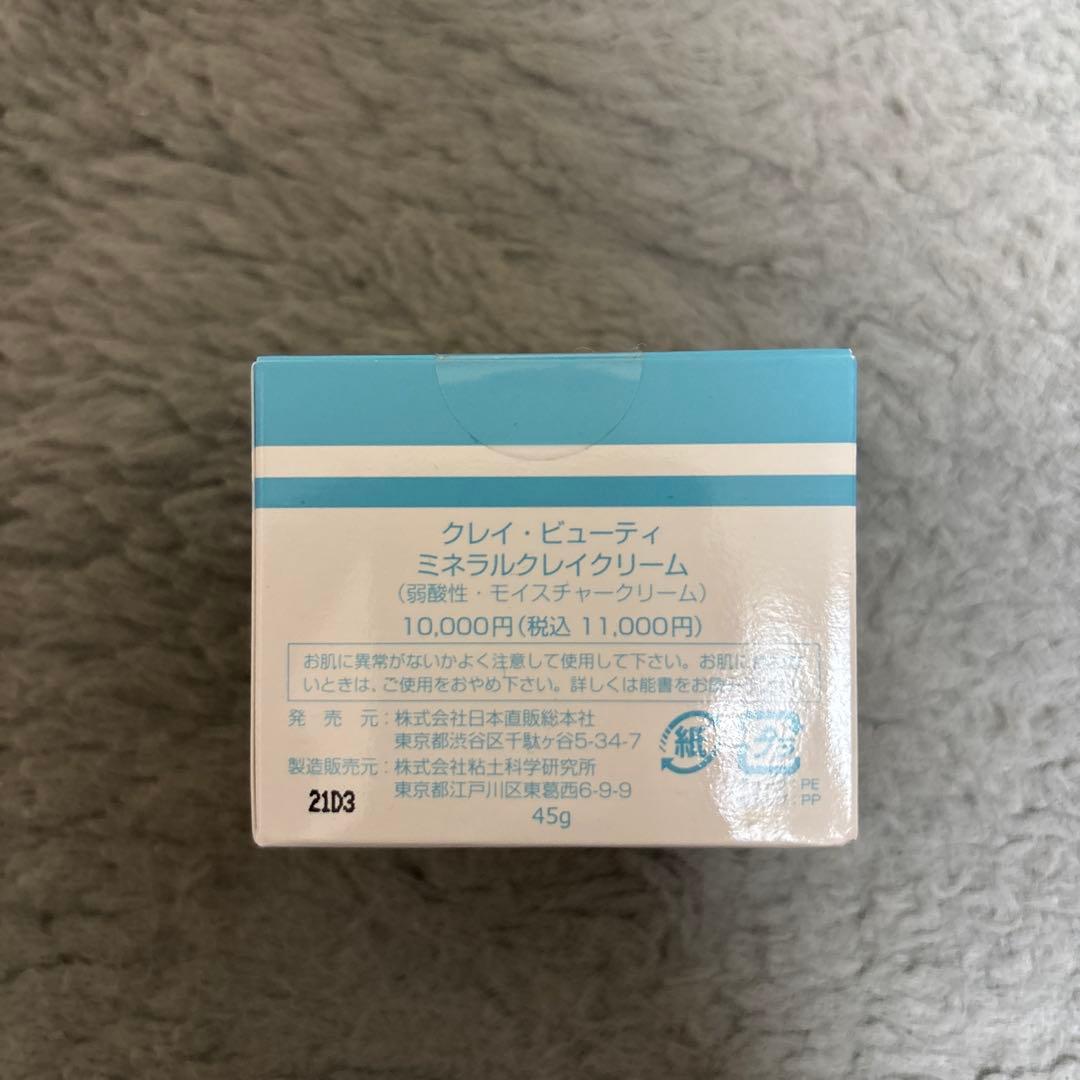 クレイ・ビューティ
ミネラルクレイクリーム
(弱酸性・モイスチャークリーム)
10,000円(税込 11,000円)
お肌に異常がないかよく注意して使用して下さい。お肌に
いときは、ご使用をおやめ下さい。詳しくは能書をお
発 売 元：株式会社日本直販総本社
東京都渋谷区千駄ヶ谷5-34-7
製造販売元：株式会社粘土科学研究所
東京都江戸川区東葛西6-9-9
21D3
45g
紙
プラ
PE
: PP